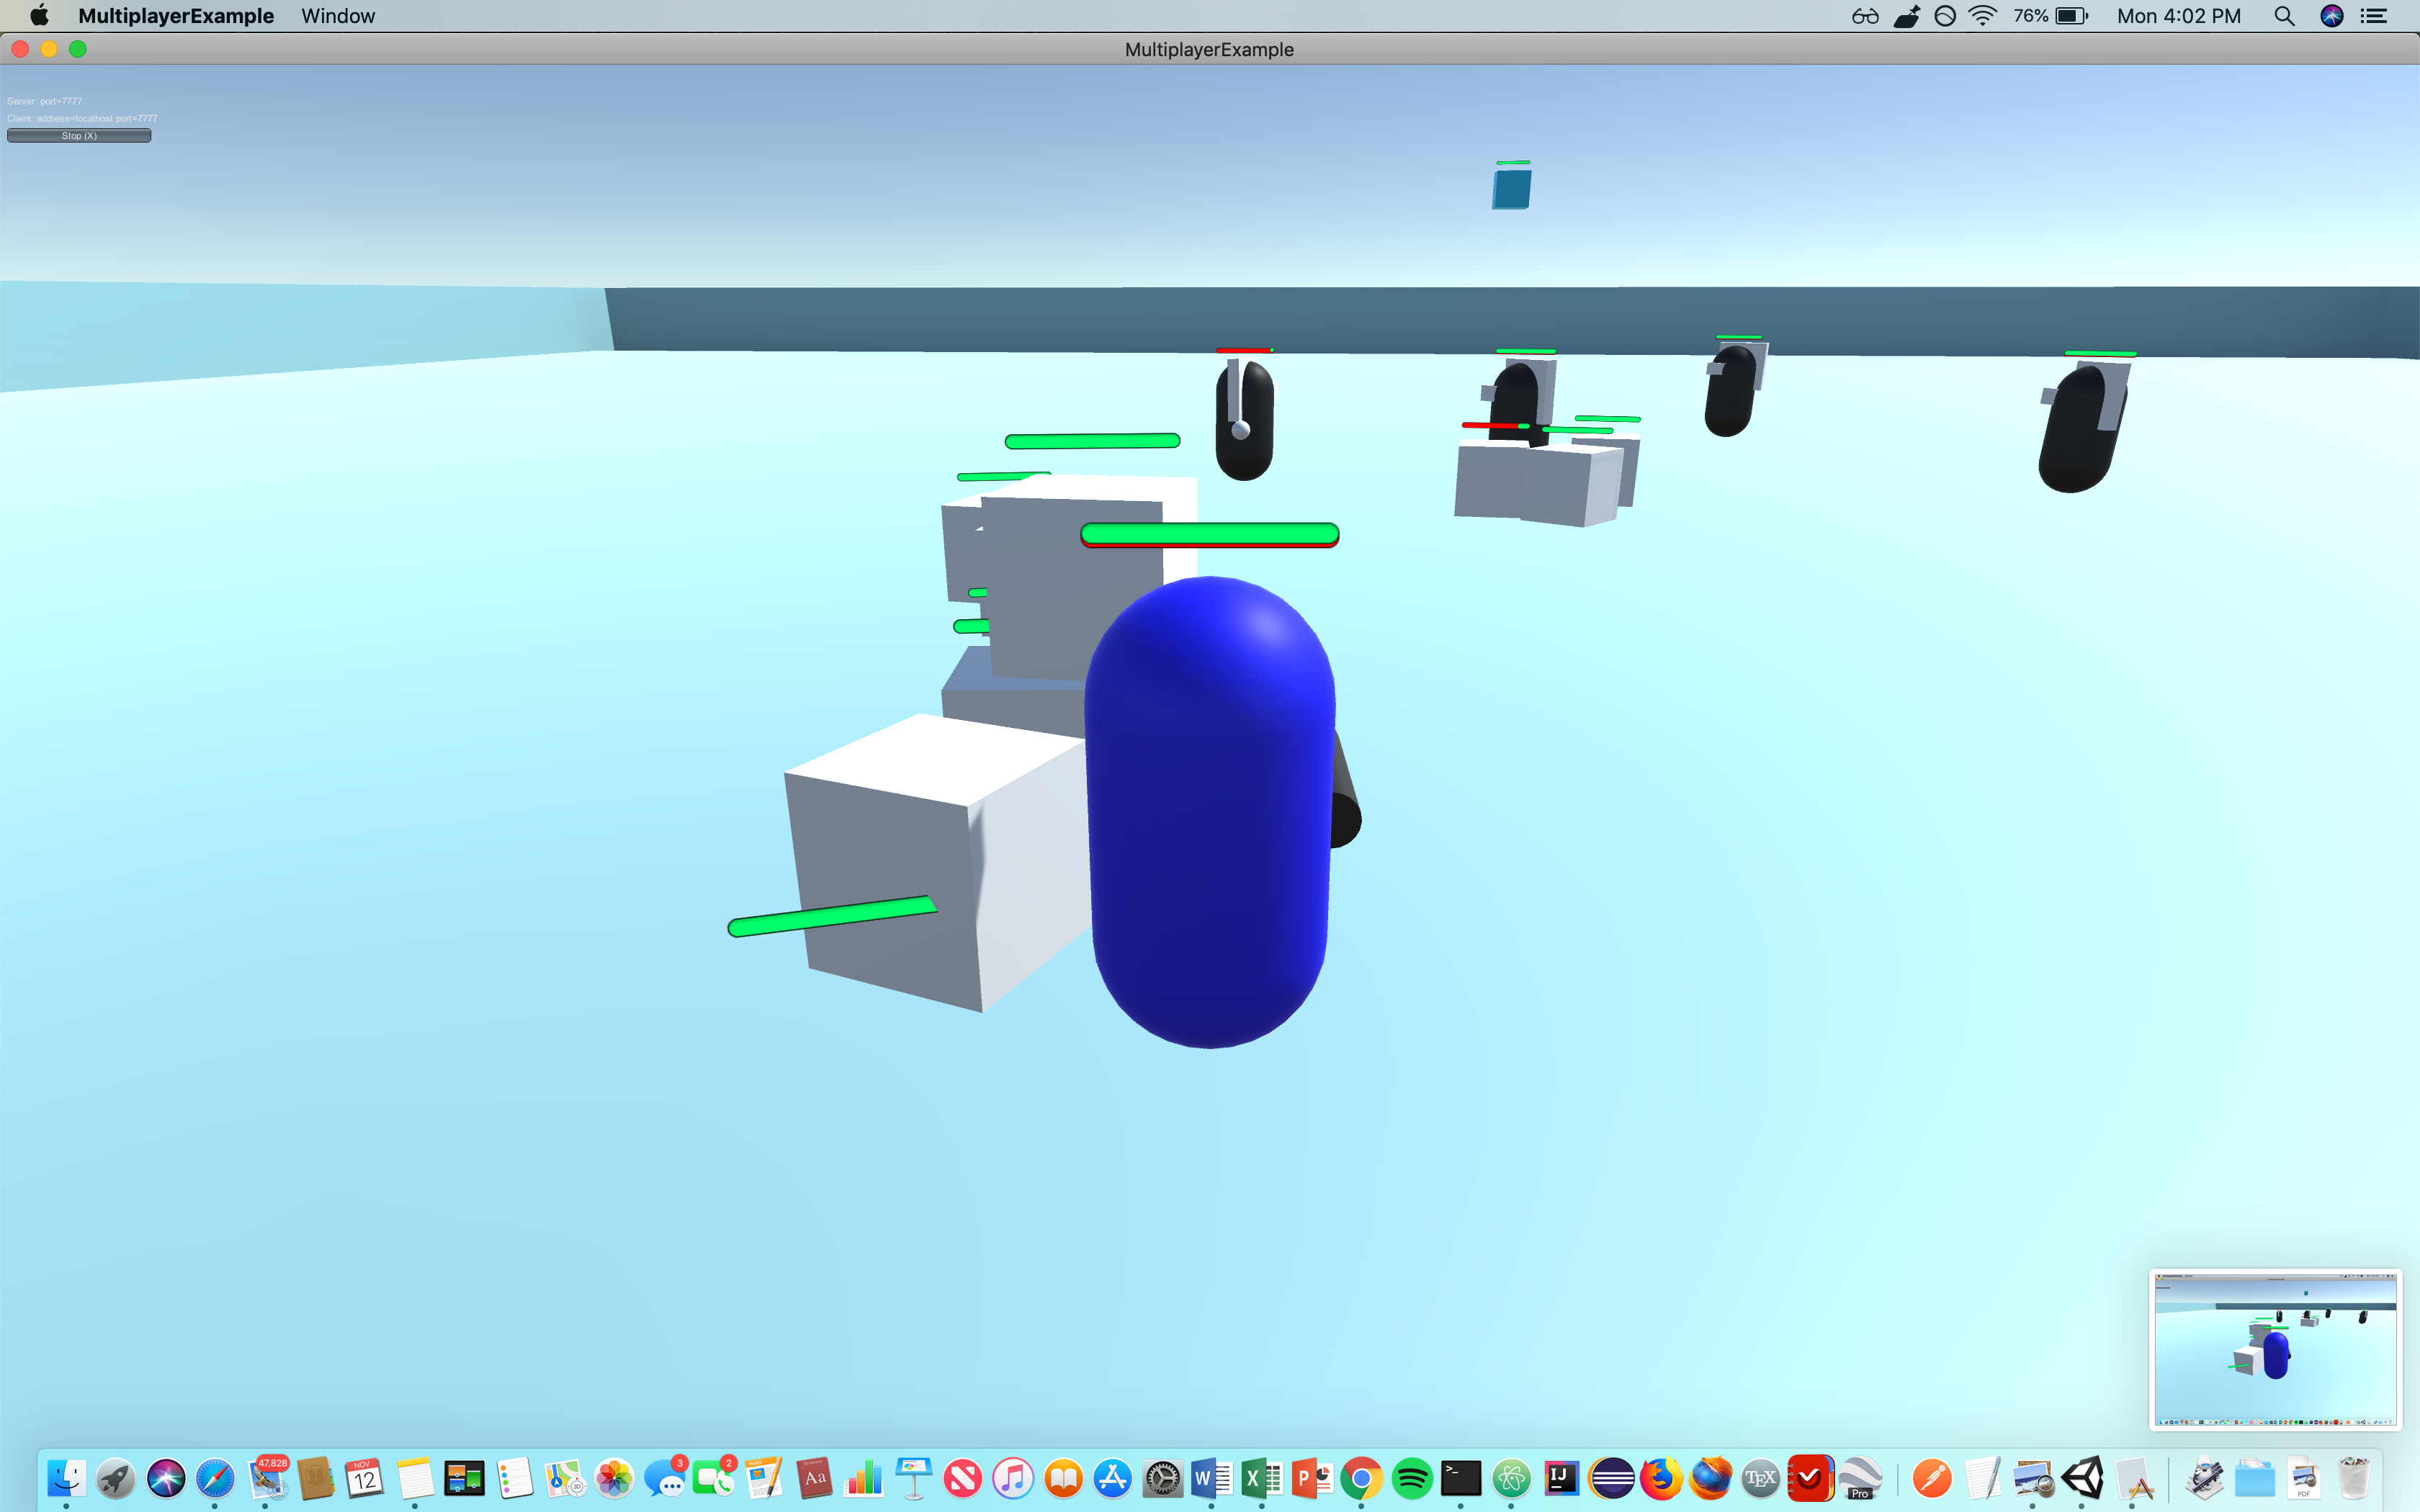 MultiplayerExample Window 76% Mon 4:02 PM
MultiplayerExample
Server: port=7777
Client: address=localhost port=7777
Stop (X)
47,828
NOV
12
3
2
Aa
W
X
P
>_
IJ
TEX
Pro
PDF